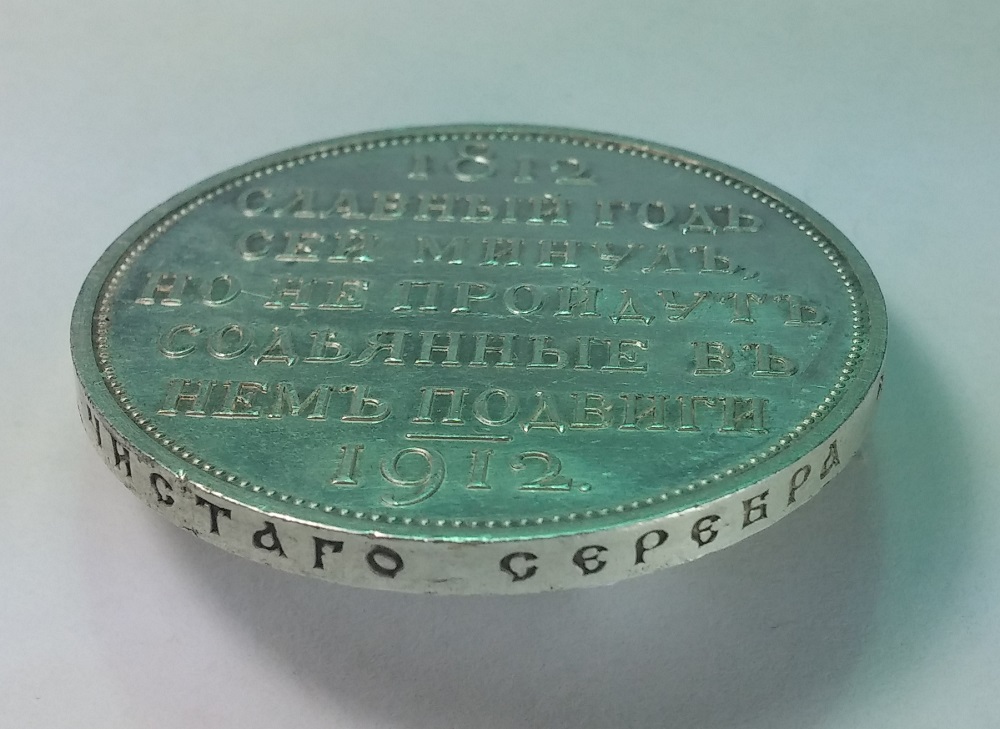 1812
СЛАВНЫЙ ГОДЪ
СЕЙ МИНУЛЪ,
НО НЕ ПРОЙДУТЪ
СОДѢЯННЫЕ ВЪ
НЕМЪ ПОДВИГИ
1912.
ЧИСТАГО СЕРЕБРА